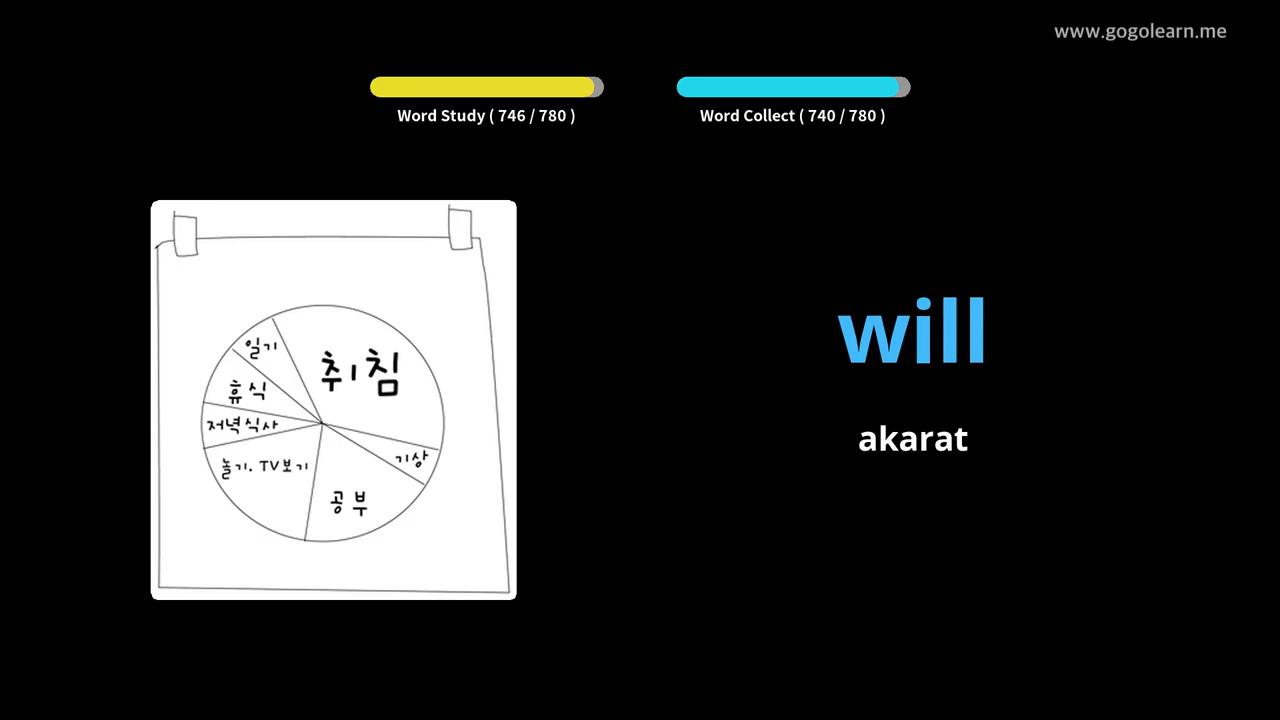 www.gogolearn.me
Word Study ( 746 / 780 )
Word Collect ( 740 / 780 )
일기
취침
휴식
저녁식사
놀기. TV보기
기상
공부
will
akarat